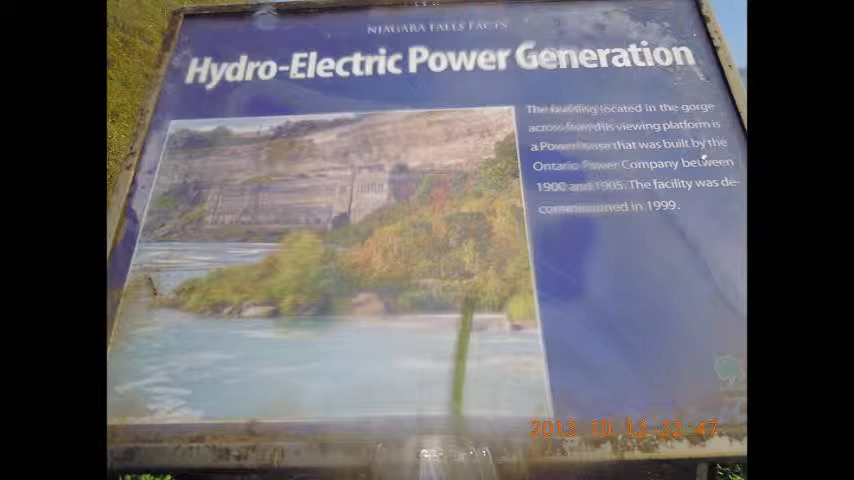 NIAGARA FALLS FACTS
Hydro-Electric Power Generation
The building located in the gorge
across from this viewing platform is
a Powerhouse that was built by the
Ontario Power Company between
1900 and 1905. The facility was de-
commissioned in 1999.
2013 10 12 22:47